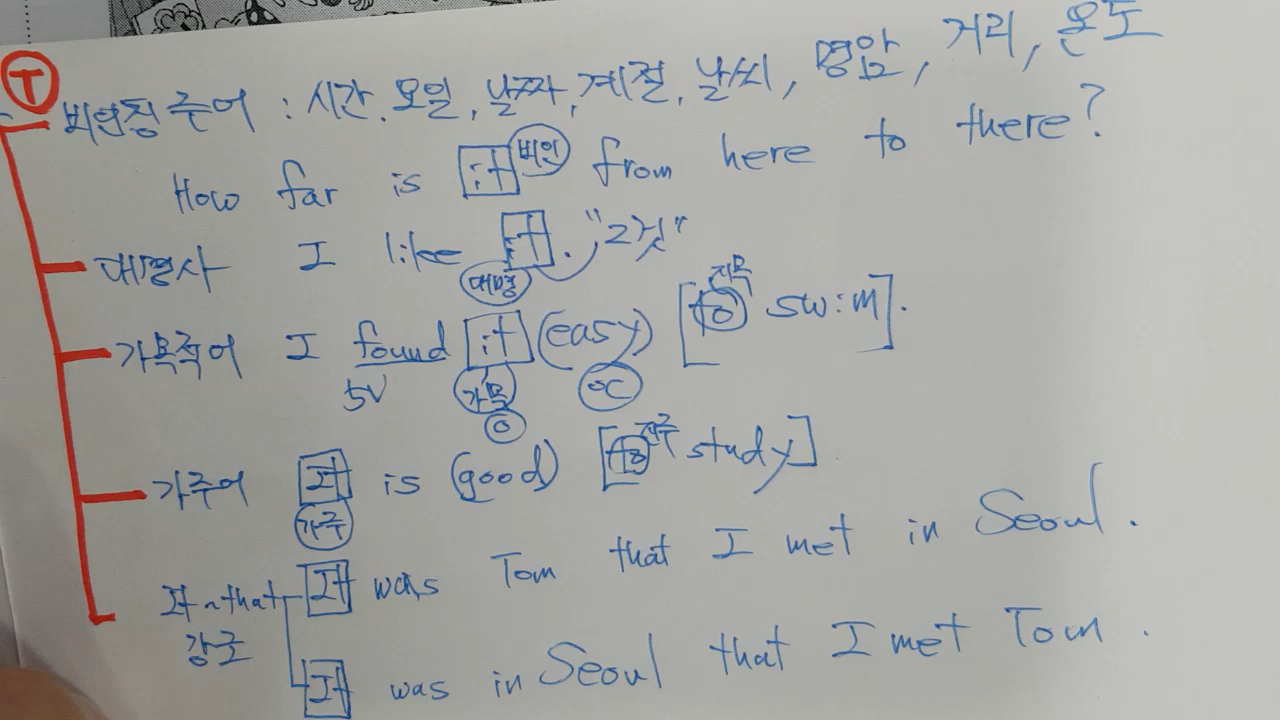 T
비인칭 주어 : 시간, 요일, 날짜, 계절, 날씨, 명암, 거리, 온도
How far is it 비인 from here to there?
대명사 I like it. "그것"
대명
가목적어 I found it (easy) [to 진목 swim].
5V 가목 OC
O
가주어 It is (good) [to 진주 study]
가주
It ~ that It was Tom that I met in Seoul.
강조
It was in Seoul that I met Tom.